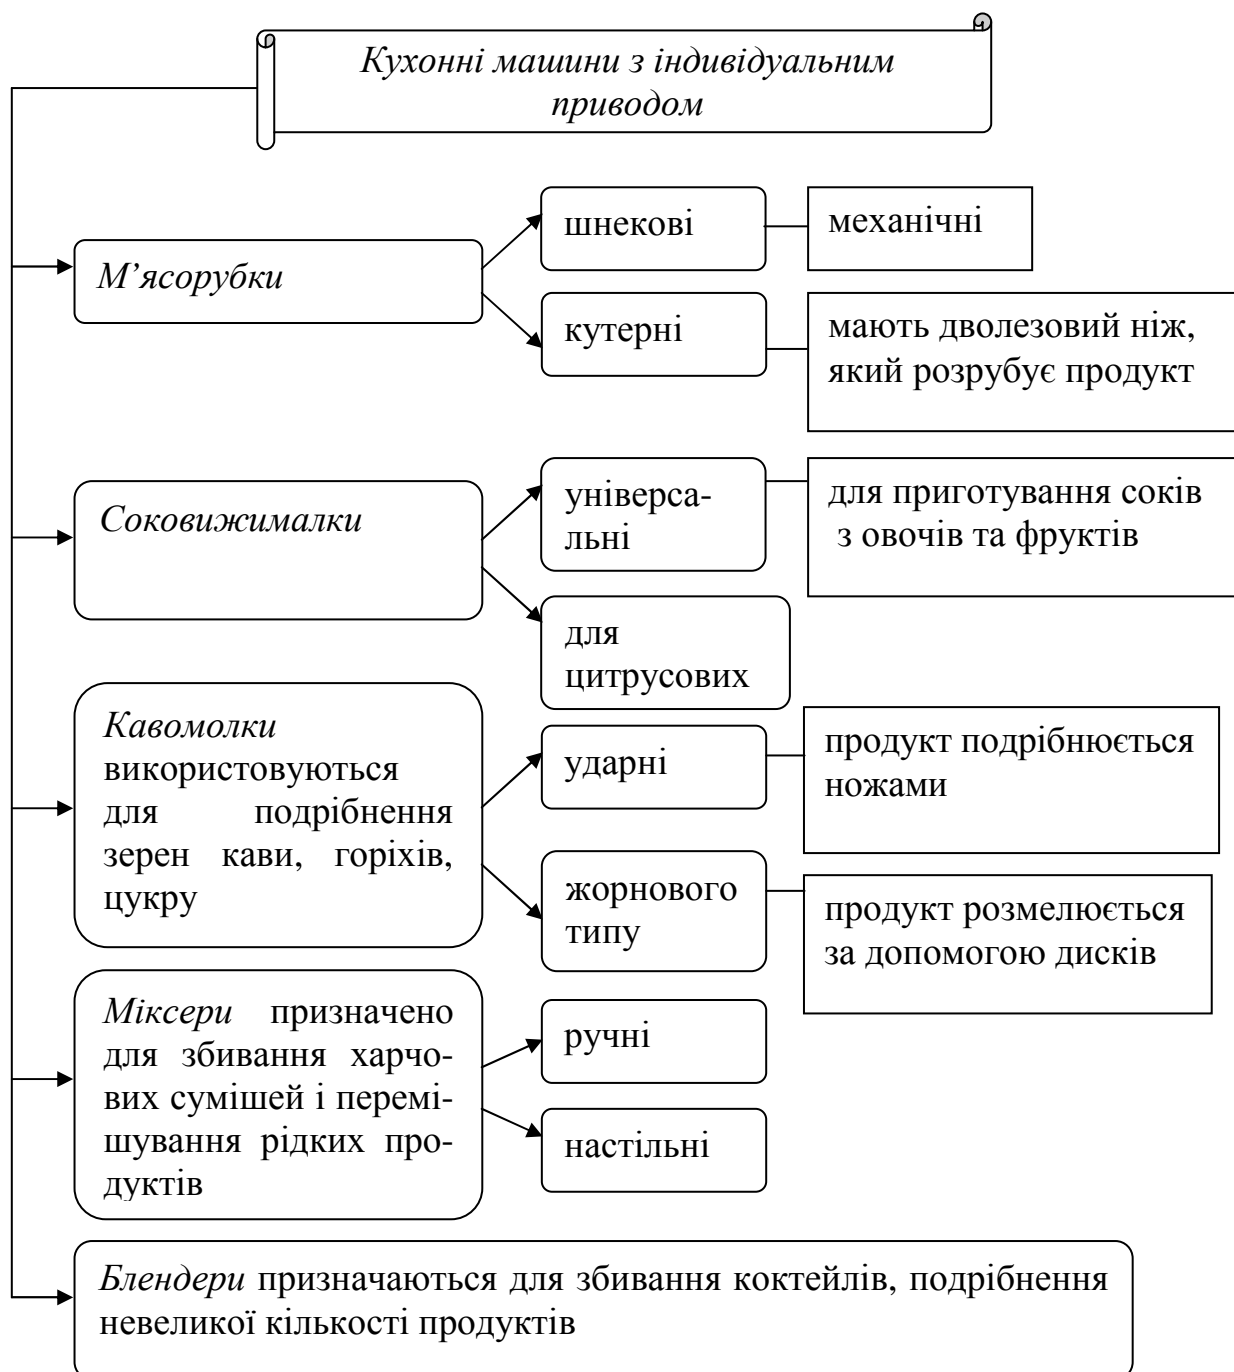 Кухонні машини з індивідуальним
приводом
М’ясорубки
шнекові
механічні
кутерні
мають дволезовий ніж,
який розрубує продукт
Соковижималки
універса-
льні
для приготування соків
з овочів та фруктів
для
цитрусових
Кавомолки
використовуються
для подрібнення
зерен кави, горіхів,
цукру
ударні
продукт подрібнюється
ножами
жорнового
типу
продукт розмелюється
за допомогою дисків
Міксери призначено
для збивання харчо-
вих сумішей і перемі-
шування рідких про-
дуктів
ручні
настільні
Блендери призначаються для збивання коктейлів, подрібнення
невеликої кількості продуктів